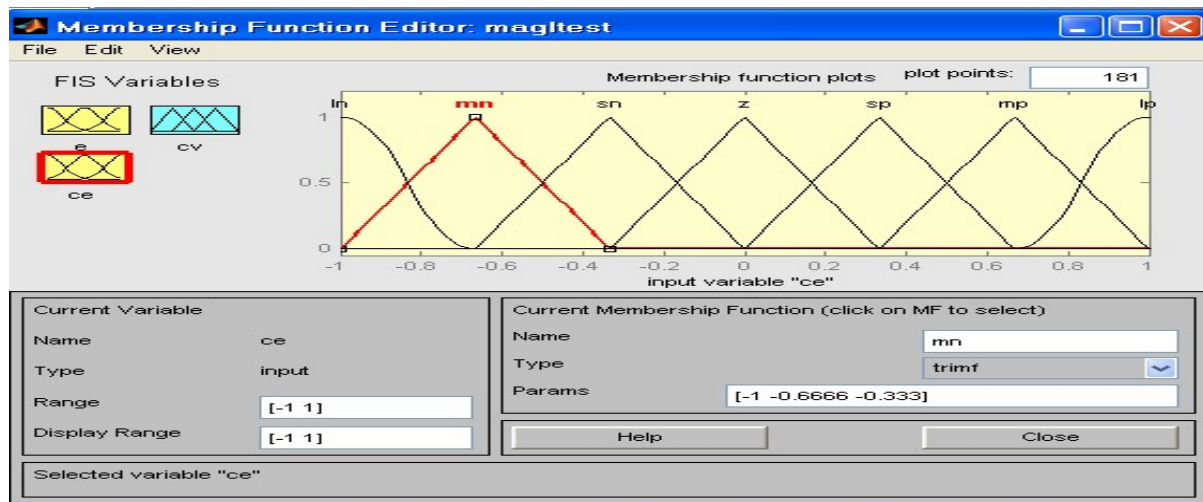 Membership Function Editor: magltest
File Edit View
FIS Variables
e
cv
ce
Membership function plots plot points: 181
ln mn sn z sp mp lp
1
0.5
0
-1 -0.8 -0.6 -0.4 -0.2 0 0.2 0.4 0.6 0.8 1
input variable "ce"
Current Variable
Name ce
Type input
Range [-1 1]
Display Range [-1 1]
Current Membership Function (click on MF to select)
Name mn
Type trimf
Params [-1 -0.6666 -0.333]
Help Close
Selected variable "ce"